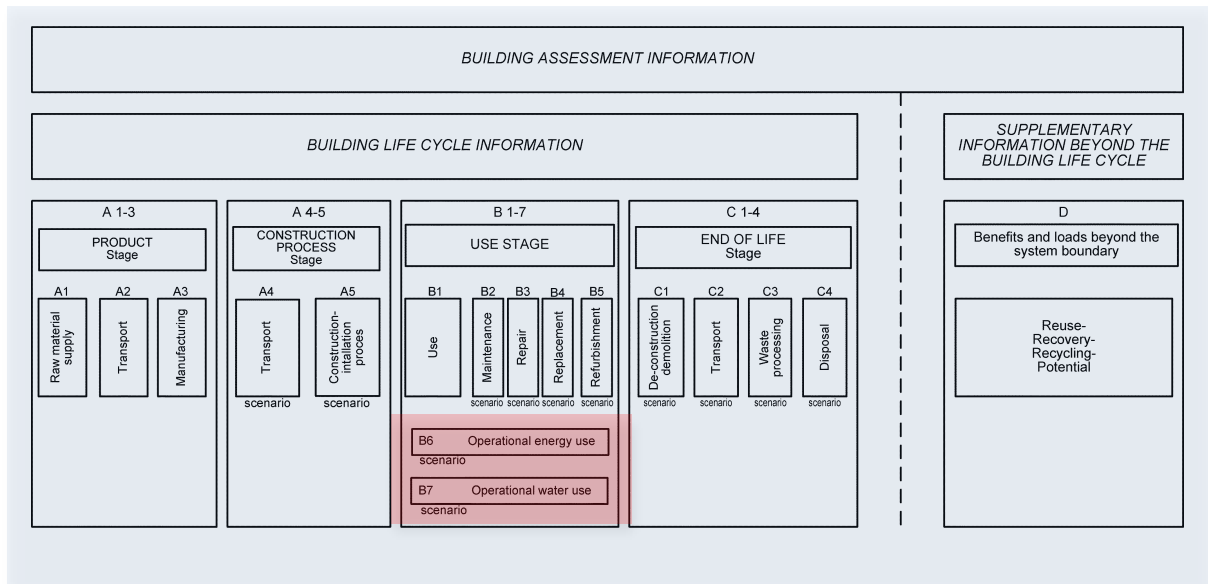 BUILDING ASSESSMENT INFORMATION
BUILDING LIFE CYCLE INFORMATION
SUPPLEMENTARY
INFORMATION BEYOND THE
BUILDING LIFE CYCLE
A 1-3
PRODUCT
Stage
A1
Raw material
supply
A2
Transport
A3
Manufacturing
A 4-5
CONSTRUCTION
PROCESS
Stage
A4
Transport
scenario
A5
Construction-
intallation
proces
scenario
B 1-7
USE STAGE
B1
Use
B2
Maintenance
scenario
B3
Repair
scenario
B4
Replacement
scenario
B5
Refurbishment
scenario
B6 Operational energy use
scenario
B7 Operational water use
scenario
C 1-4
END OF LIFE
Stage
C1
De-construction
demolition
scenario
C2
Transport
scenario
C3
Waste
processing
scenario
C4
Disposal
scenario
D
Benefits and loads beyond the
system boundary
Reuse-
Recovery-
Recycling-
Potential